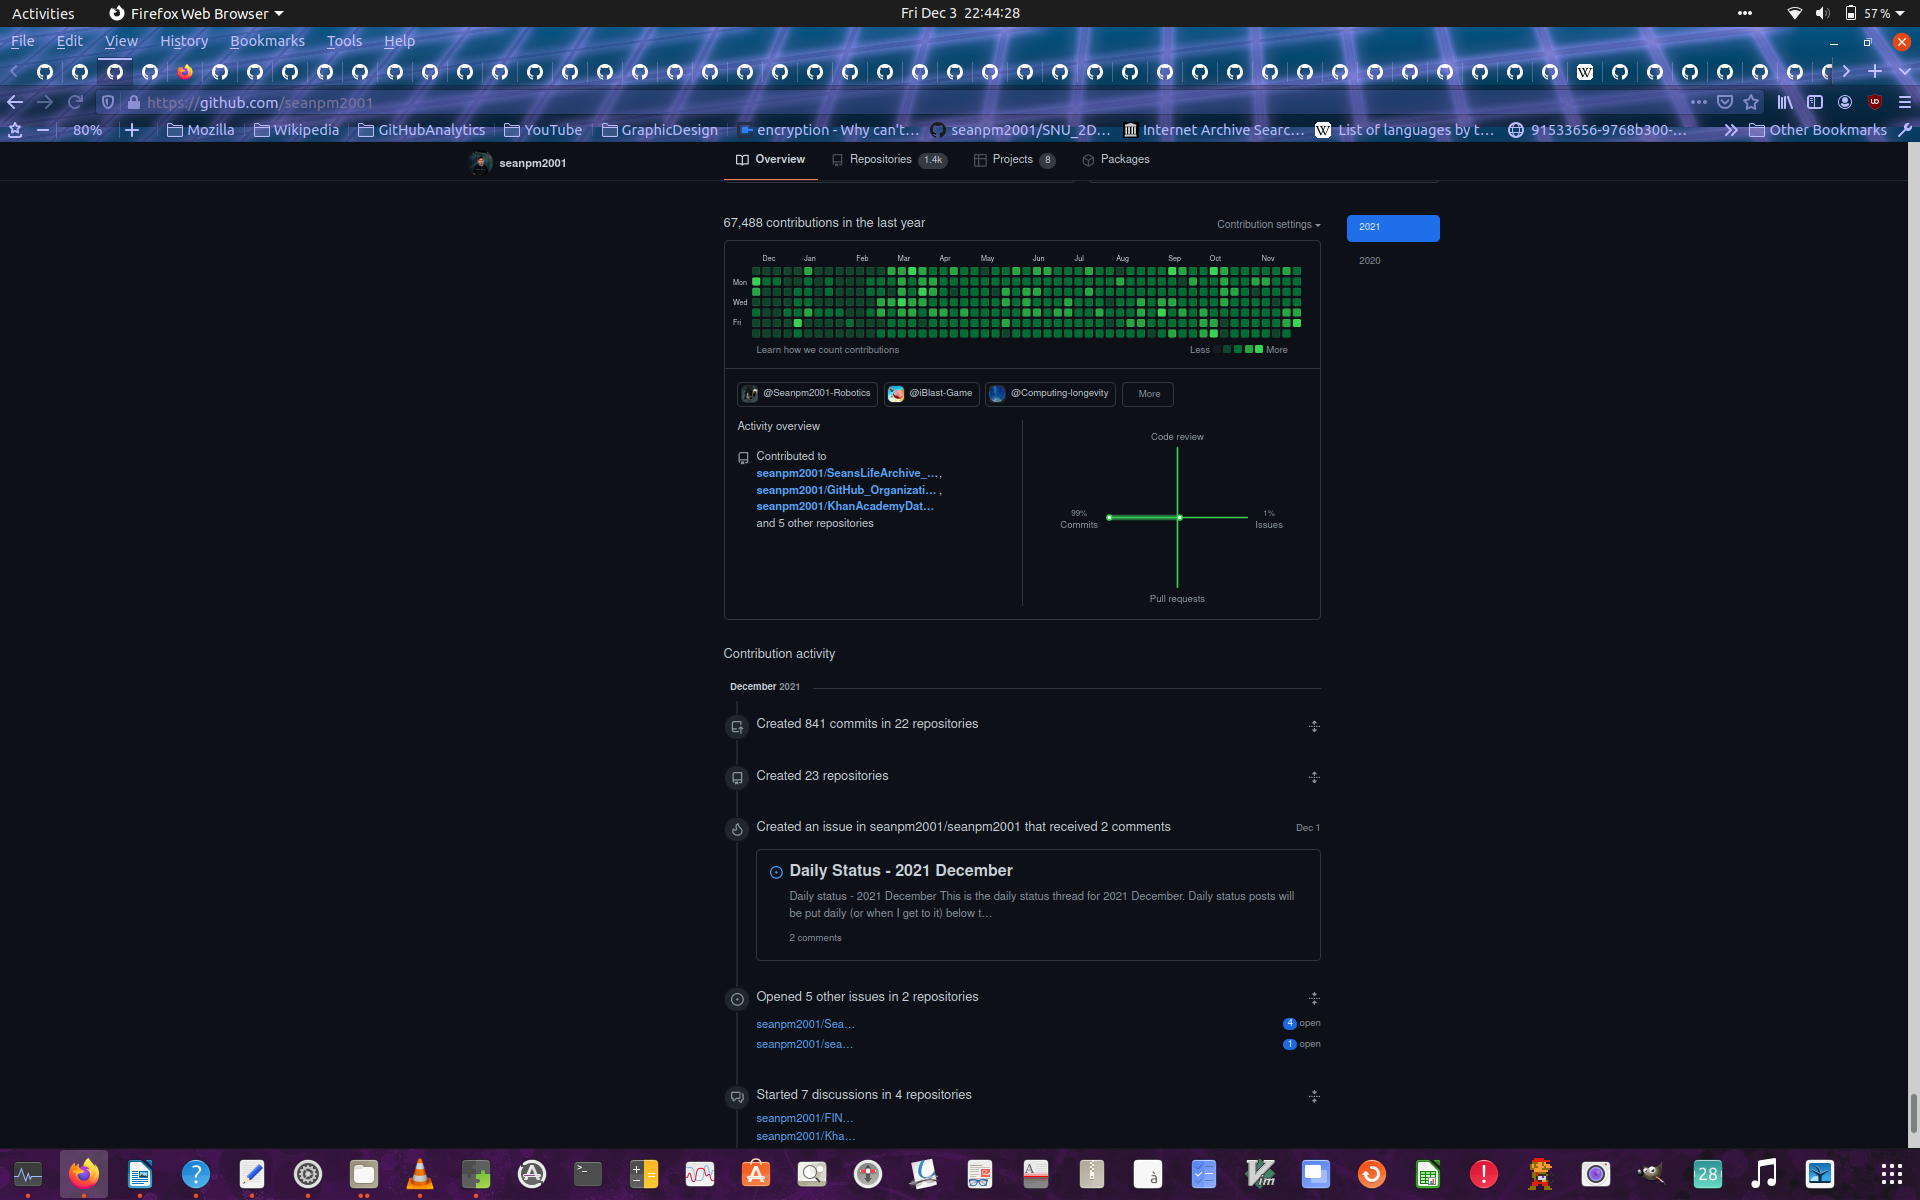 Activities
Firefox Web Browser
Fri Dec 3 22:44:28
57 %
File Edit View History Bookmarks Tools Help
https://github.com/seanpm2001
80%
Mozilla
Wikipedia
GitHubAnalytics
YouTube
GraphicDesign
encryption - Why can't…
seanpm2001/SNU_2D…
Internet Archive Searc…
List of languages by t…
91533656-9768b300-…
Other Bookmarks
seanpm2001
Overview
Repositories 1.4k
Projects 8
Packages
67,488 contributions in the last year
Contribution settings
2021
2020
Dec Jan Feb Mar Apr May Jun Jul Aug Sep Oct Nov
Mon
Wed
Fri
Learn how we count contributions
Less More
@Seanpm2001-Robotics
@iBlast-Game
@Computing-longevity
More
Activity overview
Contributed to
seanpm2001/SeansLifeArchive_…,
seanpm2001/GitHub_Organizati… ,
seanpm2001/KhanAcademyDat…
and 5 other repositories
Code review
99%
Commits
1%
Issues
Pull requests
Contribution activity
December 2021
Created 841 commits in 22 repositories
Created 23 repositories
Created an issue in seanpm2001/seanpm2001 that received 2 comments
Dec 1
Daily Status - 2021 December
Daily status - 2021 December This is the daily status thread for 2021 December. Daily status posts will
be put daily (or when I get to it) below t…
2 comments
Opened 5 other issues in 2 repositories
seanpm2001/Sea…
4 open
seanpm2001/sea…
1 open
Started 7 discussions in 4 repositories
seanpm2001/FIN…
seanpm2001/Kha…
28